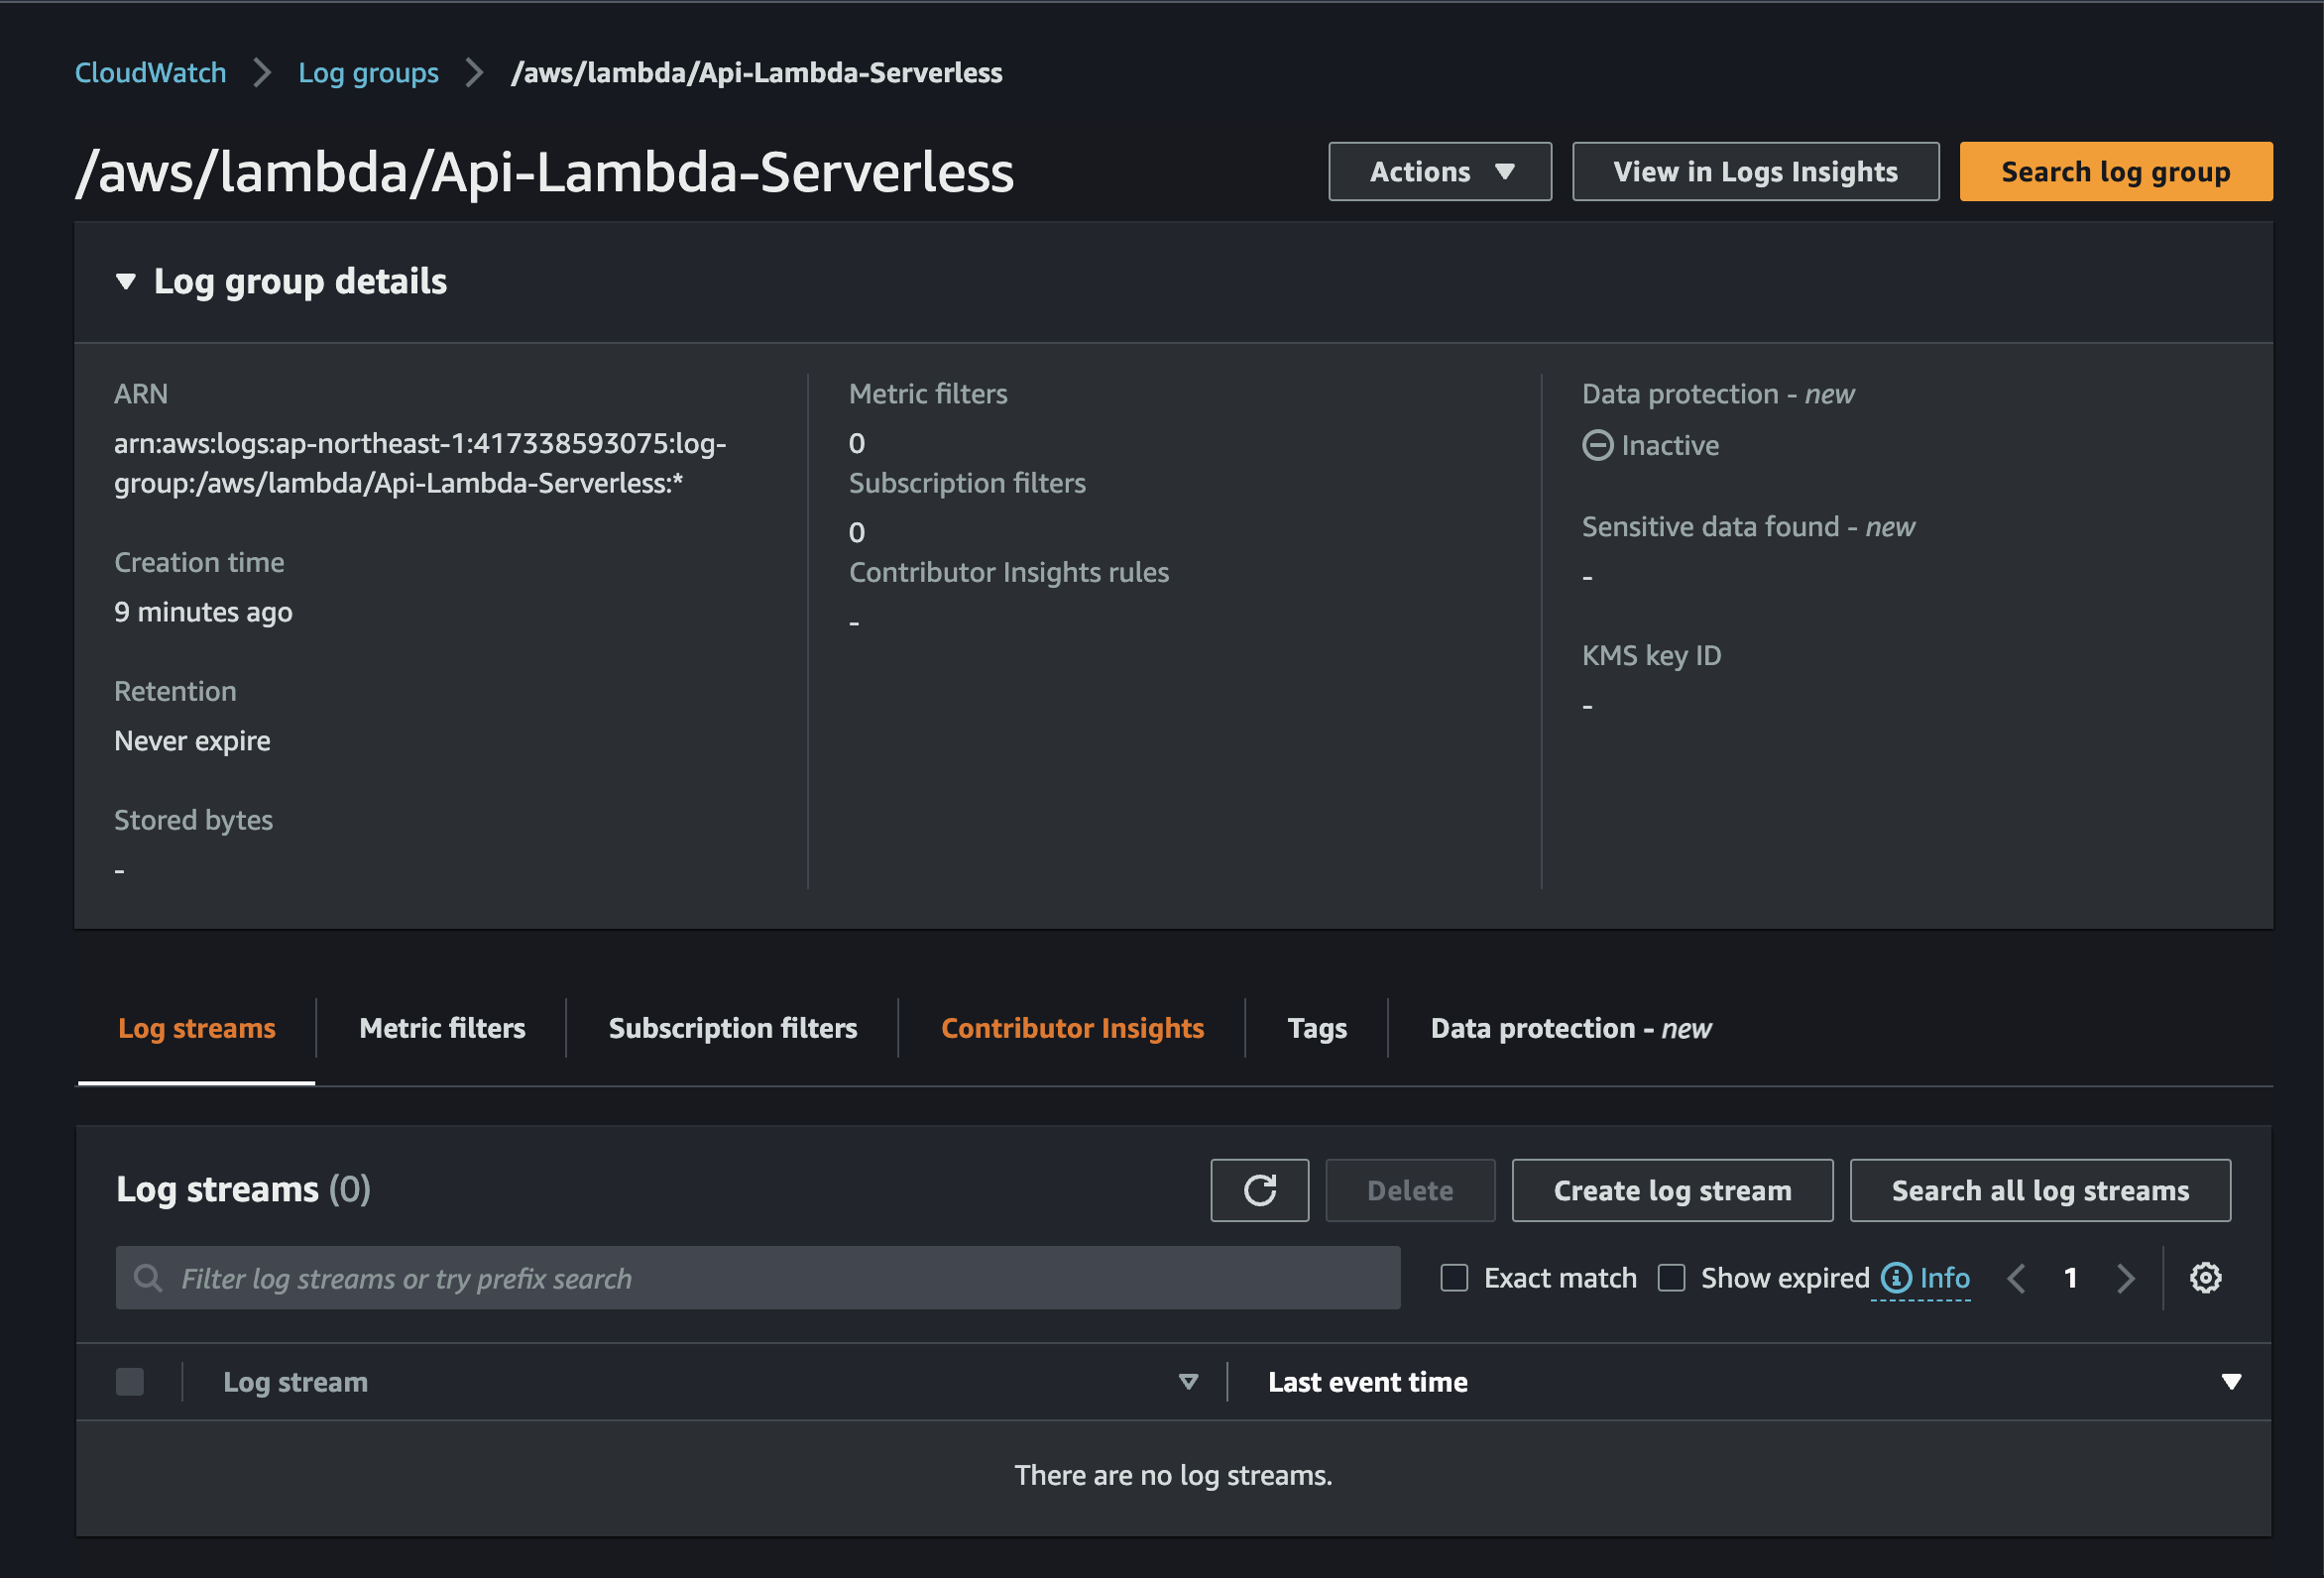 CloudWatch > Log groups > /aws/lambda/Api-Lambda-Serverless
/aws/lambda/Api-Lambda-Serverless
Actions
View in Logs Insights
Search log group
Log group details
ARN
arn:aws:logs:ap-northeast-1:417338593075:log-
group:/aws/lambda/Api-Lambda-Serverless:*
Creation time
9 minutes ago
Retention
Never expire
Stored bytes
-
Metric filters
0
Subscription filters
0
Contributor Insights rules
-
Data protection - new
Inactive
Sensitive data found - new
-
KMS key ID
-
Log streams
Metric filters
Subscription filters
Contributor Insights
Tags
Data protection - new
Log streams (0)
Delete
Create log stream
Search all log streams
Filter log streams or try prefix search
Exact match
Show expired
Info
1
Log stream
Last event time
There are no log streams.